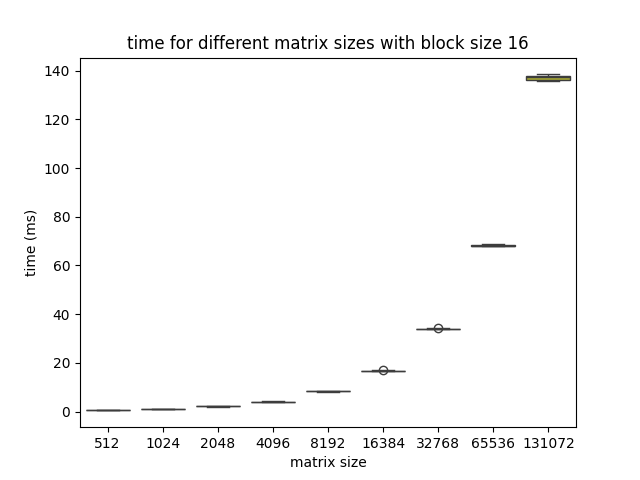 time for different matrix sizes with block size 16
140
120
100
80
60
40
20
0
time (ms)
512 1024 2048 4096 8192 16384 32768 65536 131072
matrix size